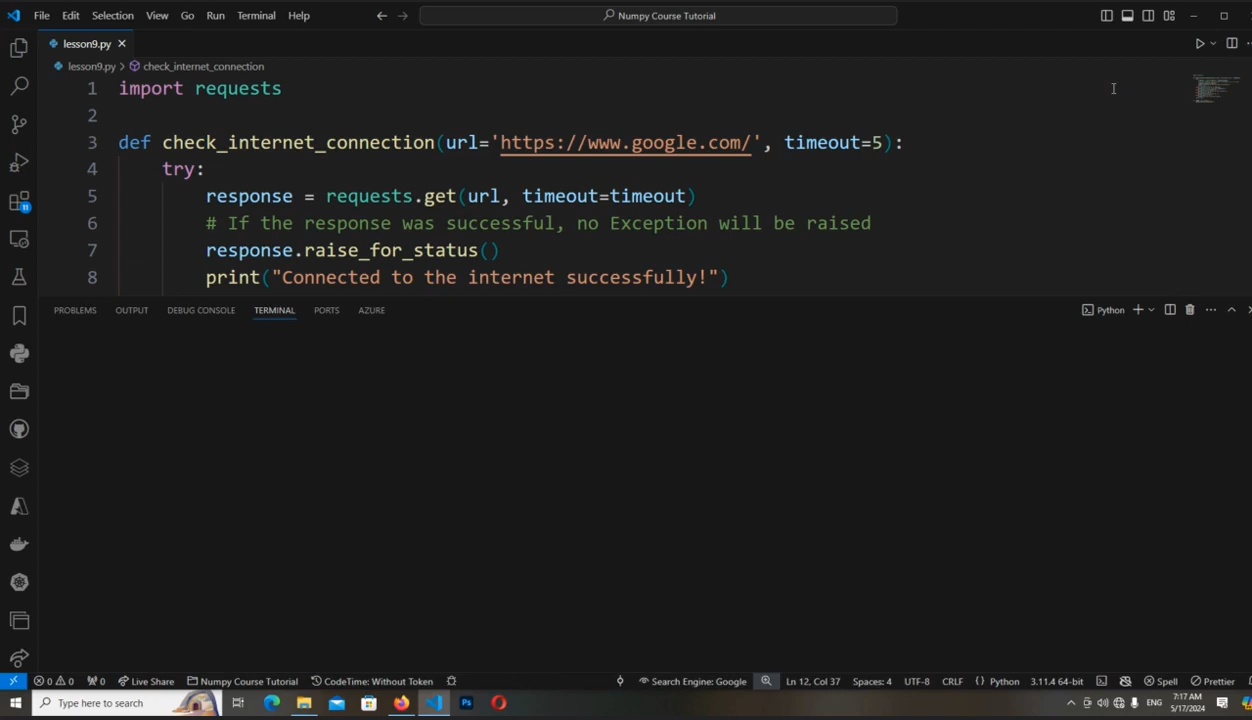 File Edit Selection View Go Run Terminal Help
Numpy Course Tutorial
lesson9.py
lesson9.py > check_internet_connection
1 import requests
2
3 def check_internet_connection(url='https://www.google.com/', timeout=5):
4 try:
5 response = requests.get(url, timeout=timeout)
6 # If the response was successful, no Exception will be raised
7 response.raise_for_status()
8 print("Connected to the internet successfully!")
PROBLEMS OUTPUT DEBUG CONSOLE TERMINAL PORTS AZURE
Python
11
0 0 0 Live Share Numpy Course Tutorial CodeTime: Without Token Search Engine: Google Ln 12, Col 37 Spaces: 4 UTF-8 CRLF {} Python 3.11.4 64-bit Spell Prettier
Type here to search
Ps
ENG
7:17 AM
5/17/2024